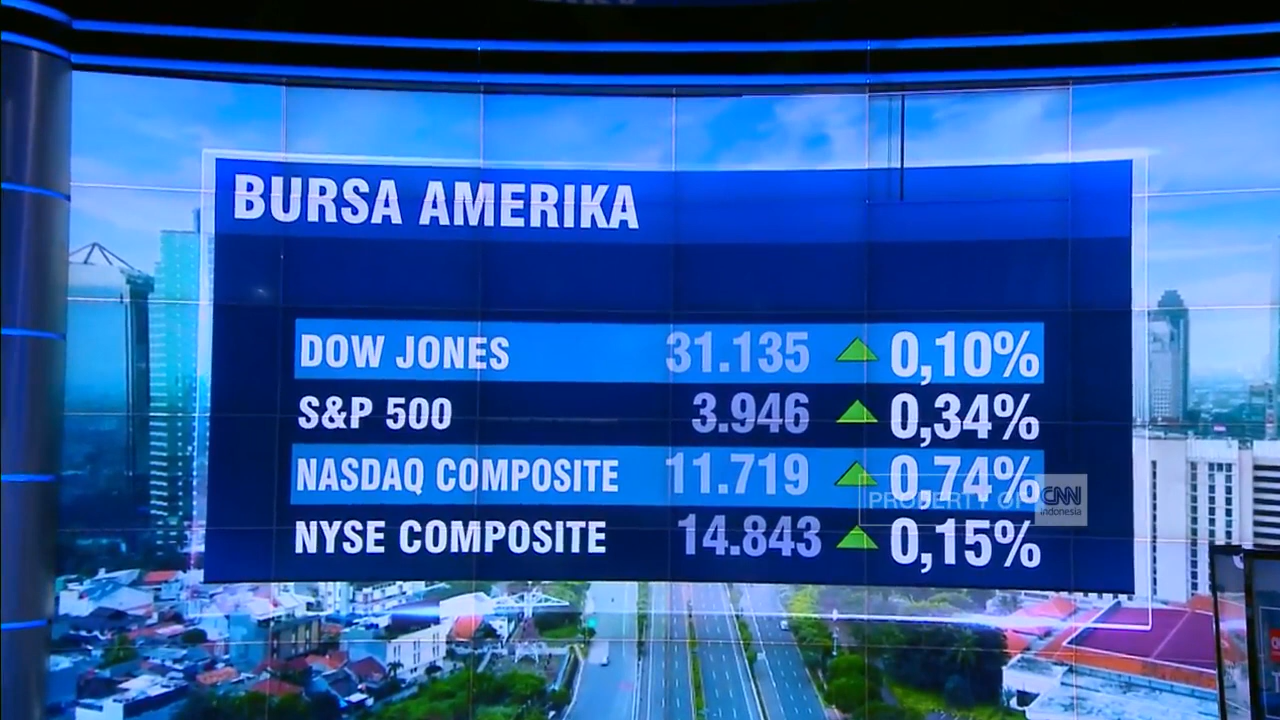 BURSA AMERIKA
DOW JONES 31.135 0,10%
S&P 500 3.946 0,34%
NASDAQ COMPOSITE 11.719 0,74%
PROPERTY OF CNN Indonesia
NYSE COMPOSITE 14.843 0,15%